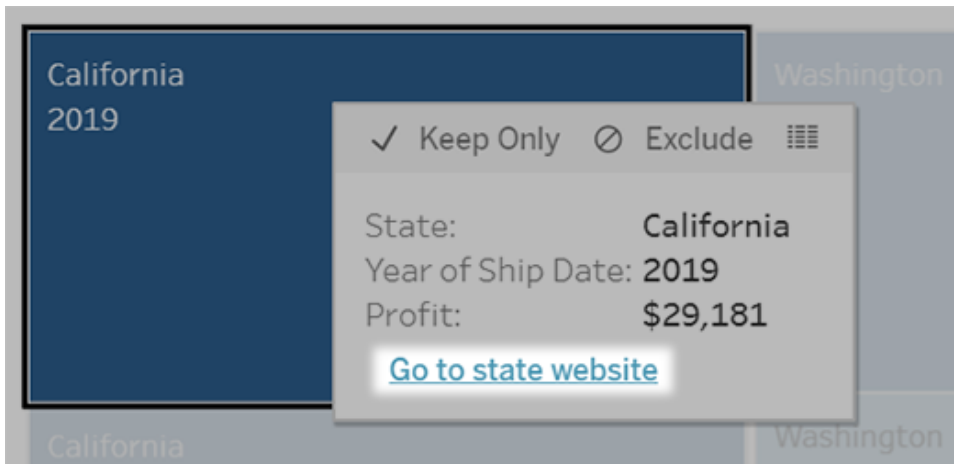 California
2019
Washington
Keep Only Exclude
State: California
Year of Ship Date: 2019
Profit: $29,181
Go to state website
California
Washington